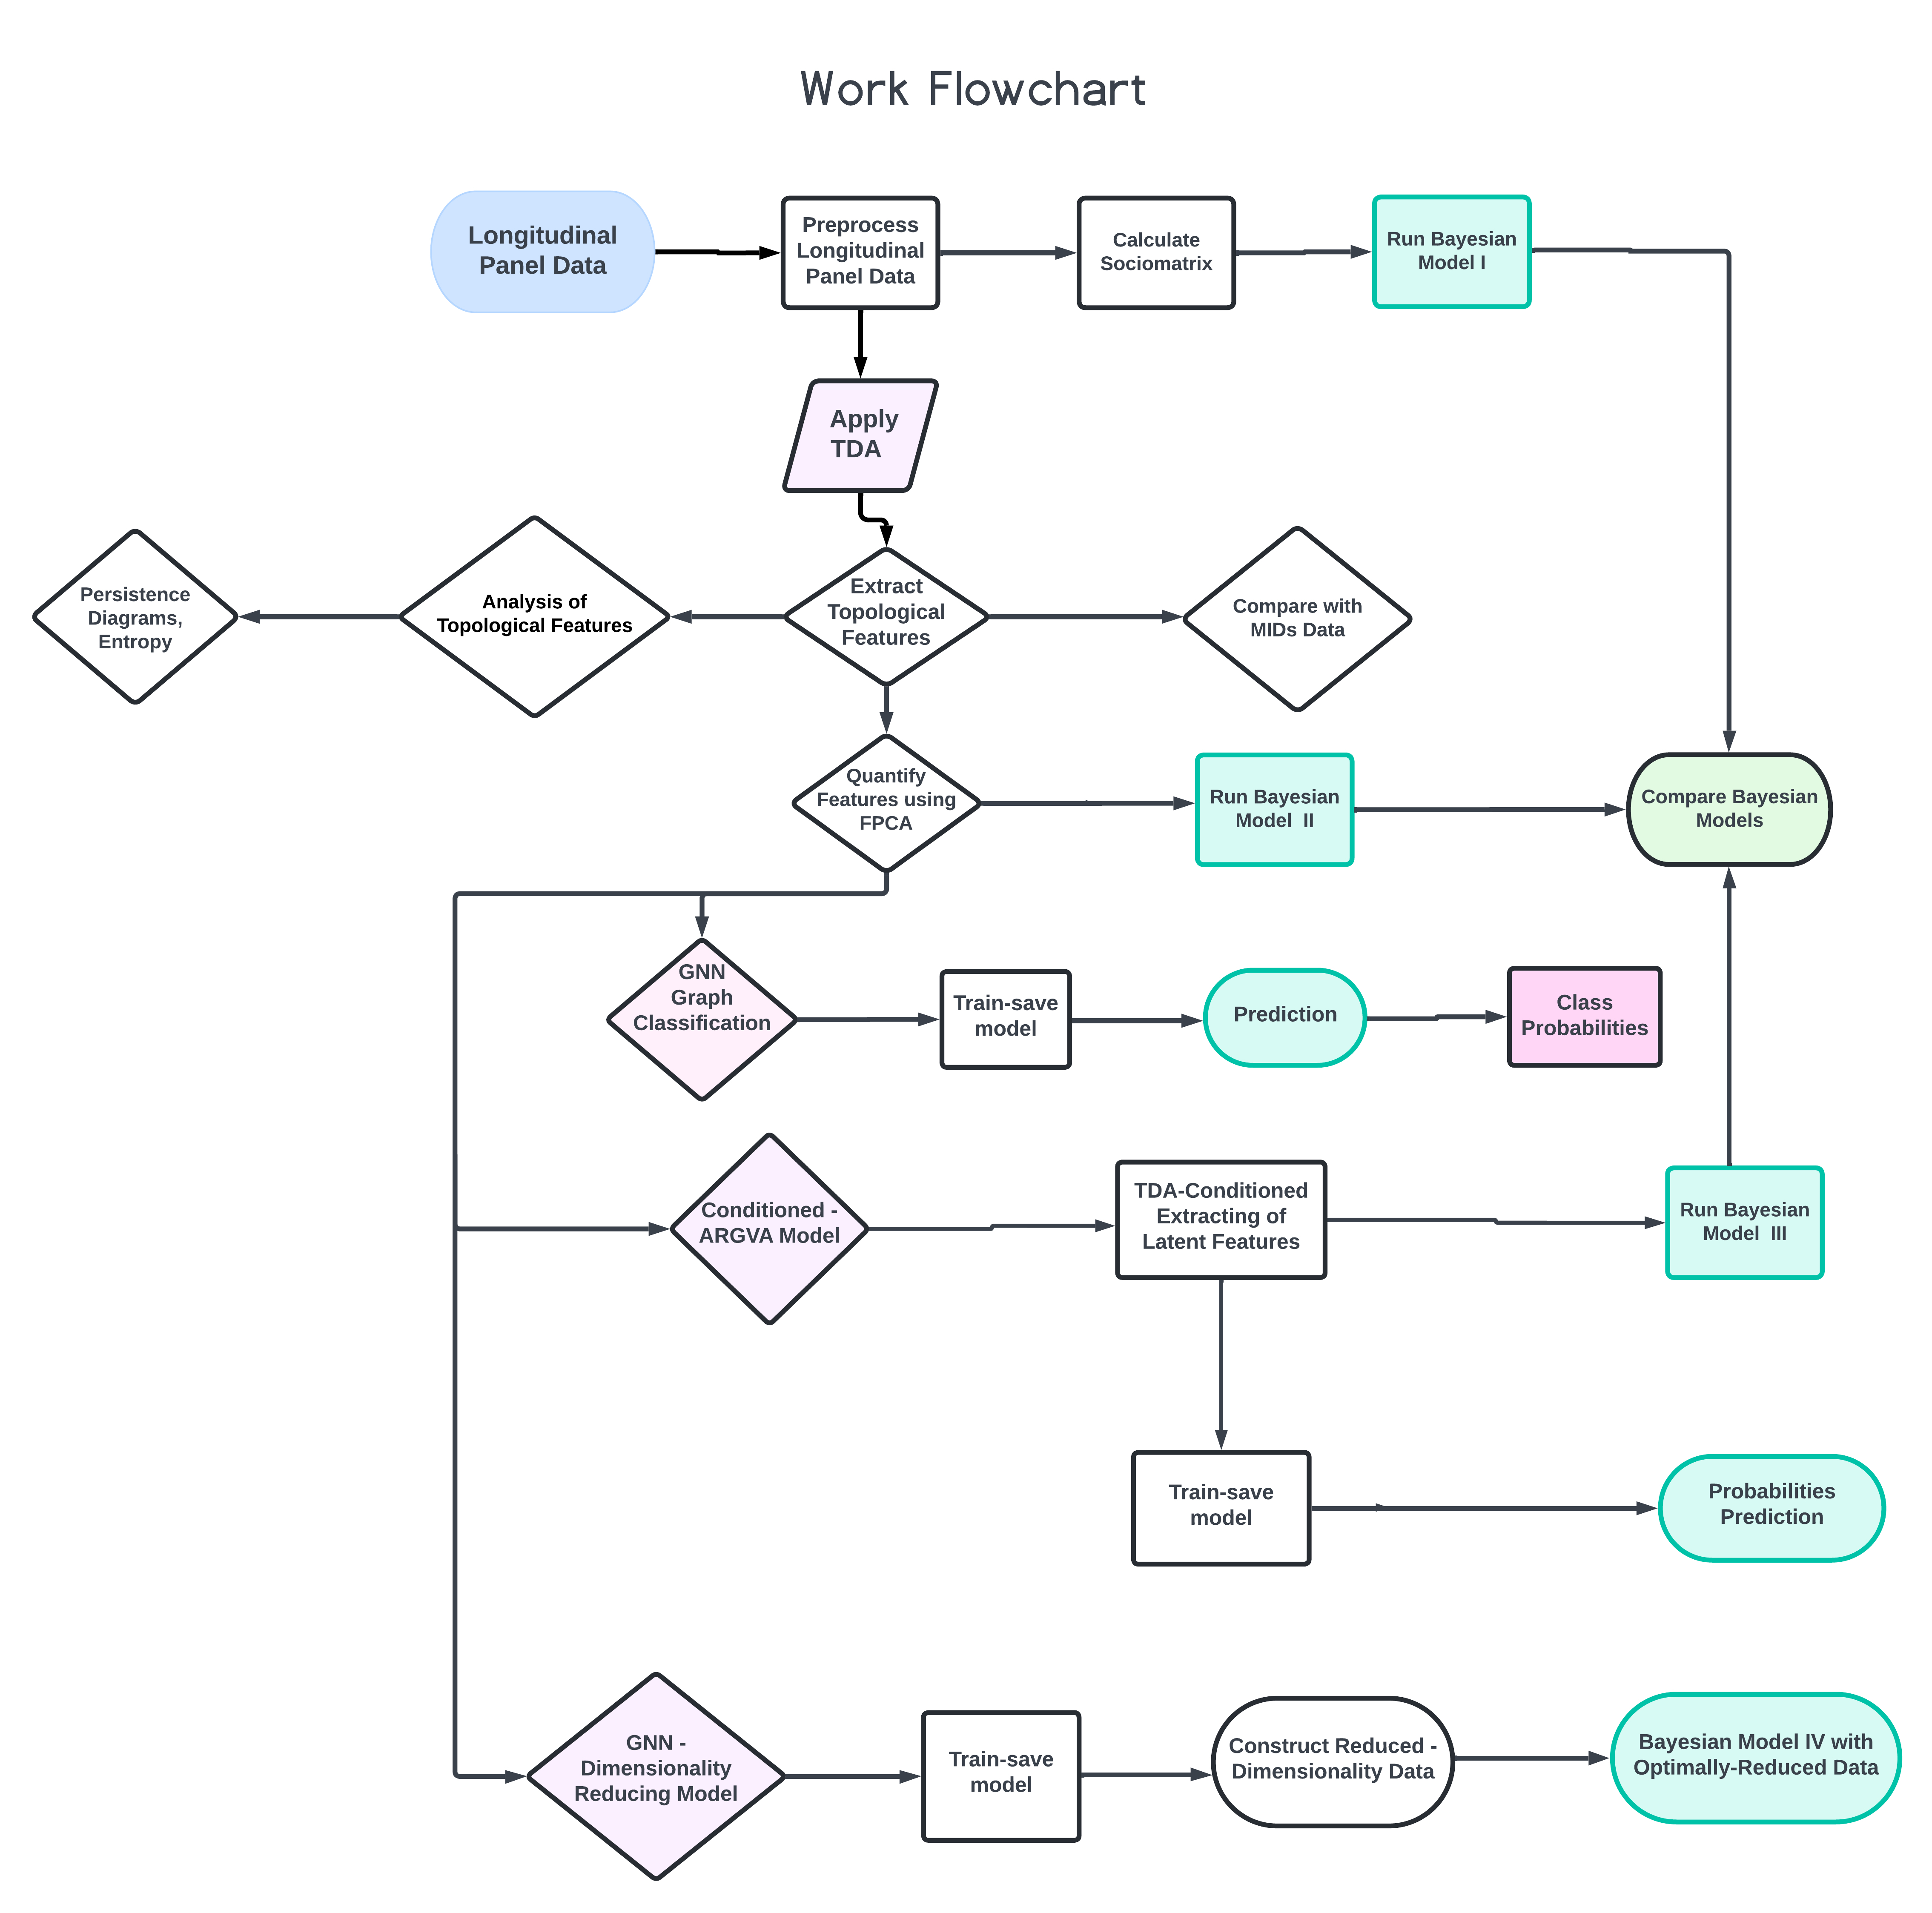 Work Flowchart
Longitudinal
Panel Data
Preprocess
Longitudinal
Panel Data
Calculate
Sociomatrix
Run Bayesian
Model I
Apply
TDA
Persistence
Diagrams,
Entropy
Analysis of
Topological Features
Extract
Topological
Features
Compare with
MIDs Data
Quantify
Features using
FPCA
Run Bayesian
Model  II
Compare Bayesian
Models
GNN
Graph
Classification
Train-save
model
Prediction
Class
Probabilities
Conditioned -
ARGVA Model
TDA-Conditioned
Extracting of
Latent Features
Run Bayesian
Model  III
Train-save
model
Probabilities
Prediction
GNN -
Dimensionality
Reducing Model
Train-save
model
Construct Reduced -
Dimensionality Data
Bayesian Model IV with
Optimally-Reduced Data